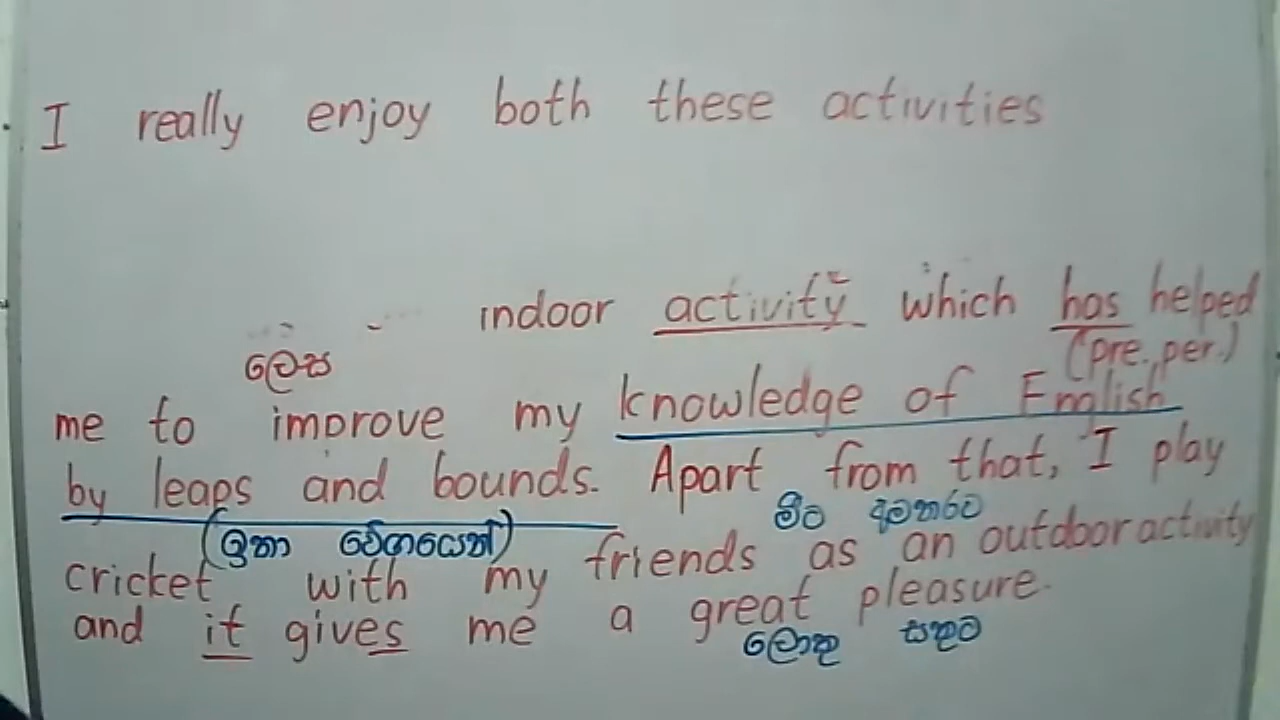 I really enjoy both these activities
indoor activity which has helped
ලෙස
(pre. per.)
me to improve my knowledge of English
by leaps and bounds. Apart from that, I play
(ඉතා වේගයෙන්)
මීට අමතරව
cricket with my friends as an outdoor activity
and it gives me a great pleasure.
ලොකු සතුට